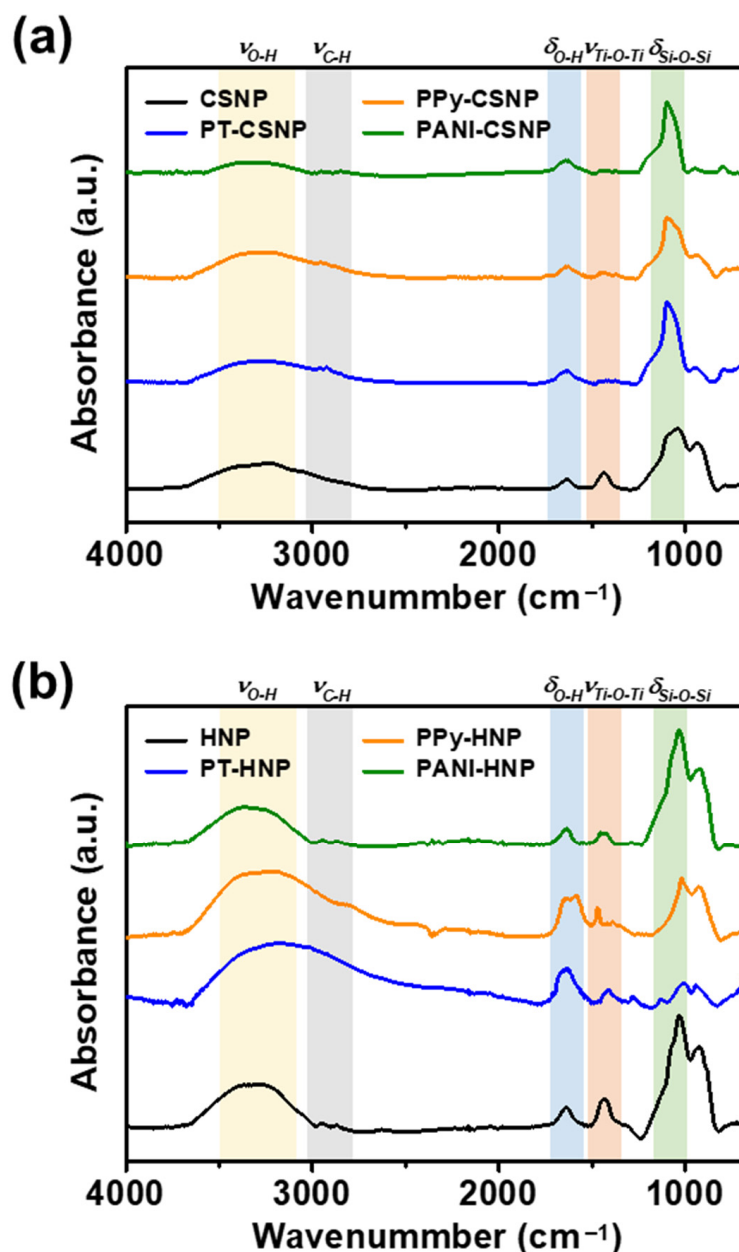 (a)
νO-H νC-H δO-H νTi-O-Ti δSi-O-Si
CSNP PPy-CSNP
PT-CSNP PANI-CSNP
Absorbance (a.u.)
4000 3000 2000 1000
Wavenummber (cm⁻¹)
(b)
νO-H νC-H δO-H νTi-O-Ti δSi-O-Si
HNP PPy-HNP
PT-HNP PANI-HNP
Absorbance (a.u.)
4000 3000 2000 1000
Wavenummber (cm⁻¹)